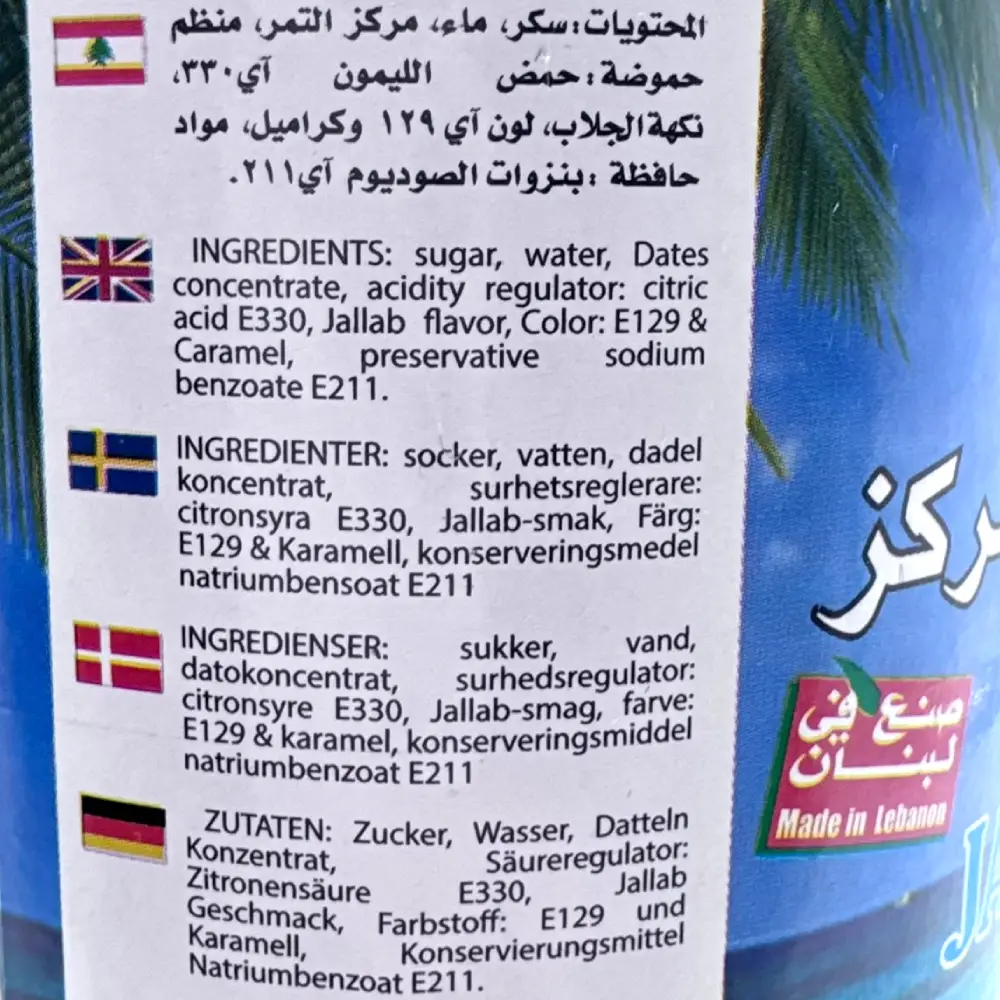 المحتويات: سكر، ماء، مركز التمر، منظم
حموضة: حمض الليمون آي٣٣٠،
نكهة الجلاب، لون آي ١٢٩ وكراميل، مواد
حافظة: بنزوات الصوديوم آي٢١١.
INGREDIENTS: sugar, water, Dates
concentrate, acidity regulator: citric
acid E330, Jallab flavor, Color: E129 &
Caramel, preservative sodium
benzoate E211.
INGREDIENTER: socker, vatten, dadel
koncentrat, surhetsreglerare:
citronsyra E330, Jallab-smak, Färg:
E129 & Karamell, konserveringsmedel
natriumbensoat E211
INGREDIENSER: sukker, vand,
datokoncentrat, surhedsregulator:
citronsyre E330, Jallab-smag, farve:
E129 & karamel, konserveringsmiddel
natriumbenzoat E211
ZUTATEN: Zucker, Wasser, Datteln
Konzentrat, Säureregulator:
Zitronensäure E330, Jallab
Geschmack, Farbstoff: E129 und
Karamell, Konservierungsmittel
Natriumbenzoat E211.
مركز
صنع في
لبنان
Made in Lebanon